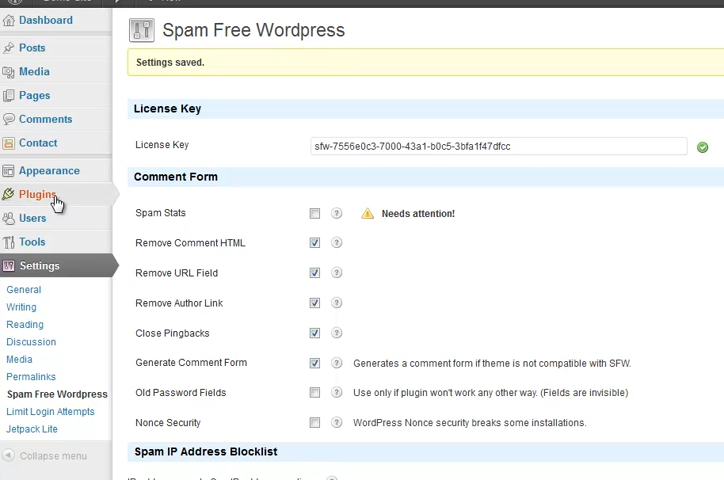 Dashboard
Posts
Media
Pages
Comments
Contact
Appearance
Plugins
Users
Tools
Settings
General
Writing
Reading
Discussion
Media
Permalinks
Spam Free Wordpress
Limit Login Attempts
Jetpack Lite
Collapse menu
Spam Free Wordpress
Settings saved.
License Key
License Key sfw-7556e0c3-7000-43a1-b0c5-3bfa1f47dfcc
Comment Form
Spam Stats ? Needs attention!
Remove Comment HTML ?
Remove URL Field ?
Remove Author Link ?
Close Pingbacks ?
Generate Comment Form ? Generates a comment form if theme is not compatible with SFW.
Old Password Fields ? Use only if plugin won't work any other way. (Fields are invisible)
Nonce Security ? WordPress Nonce security breaks some installations.
Spam IP Address Blocklist